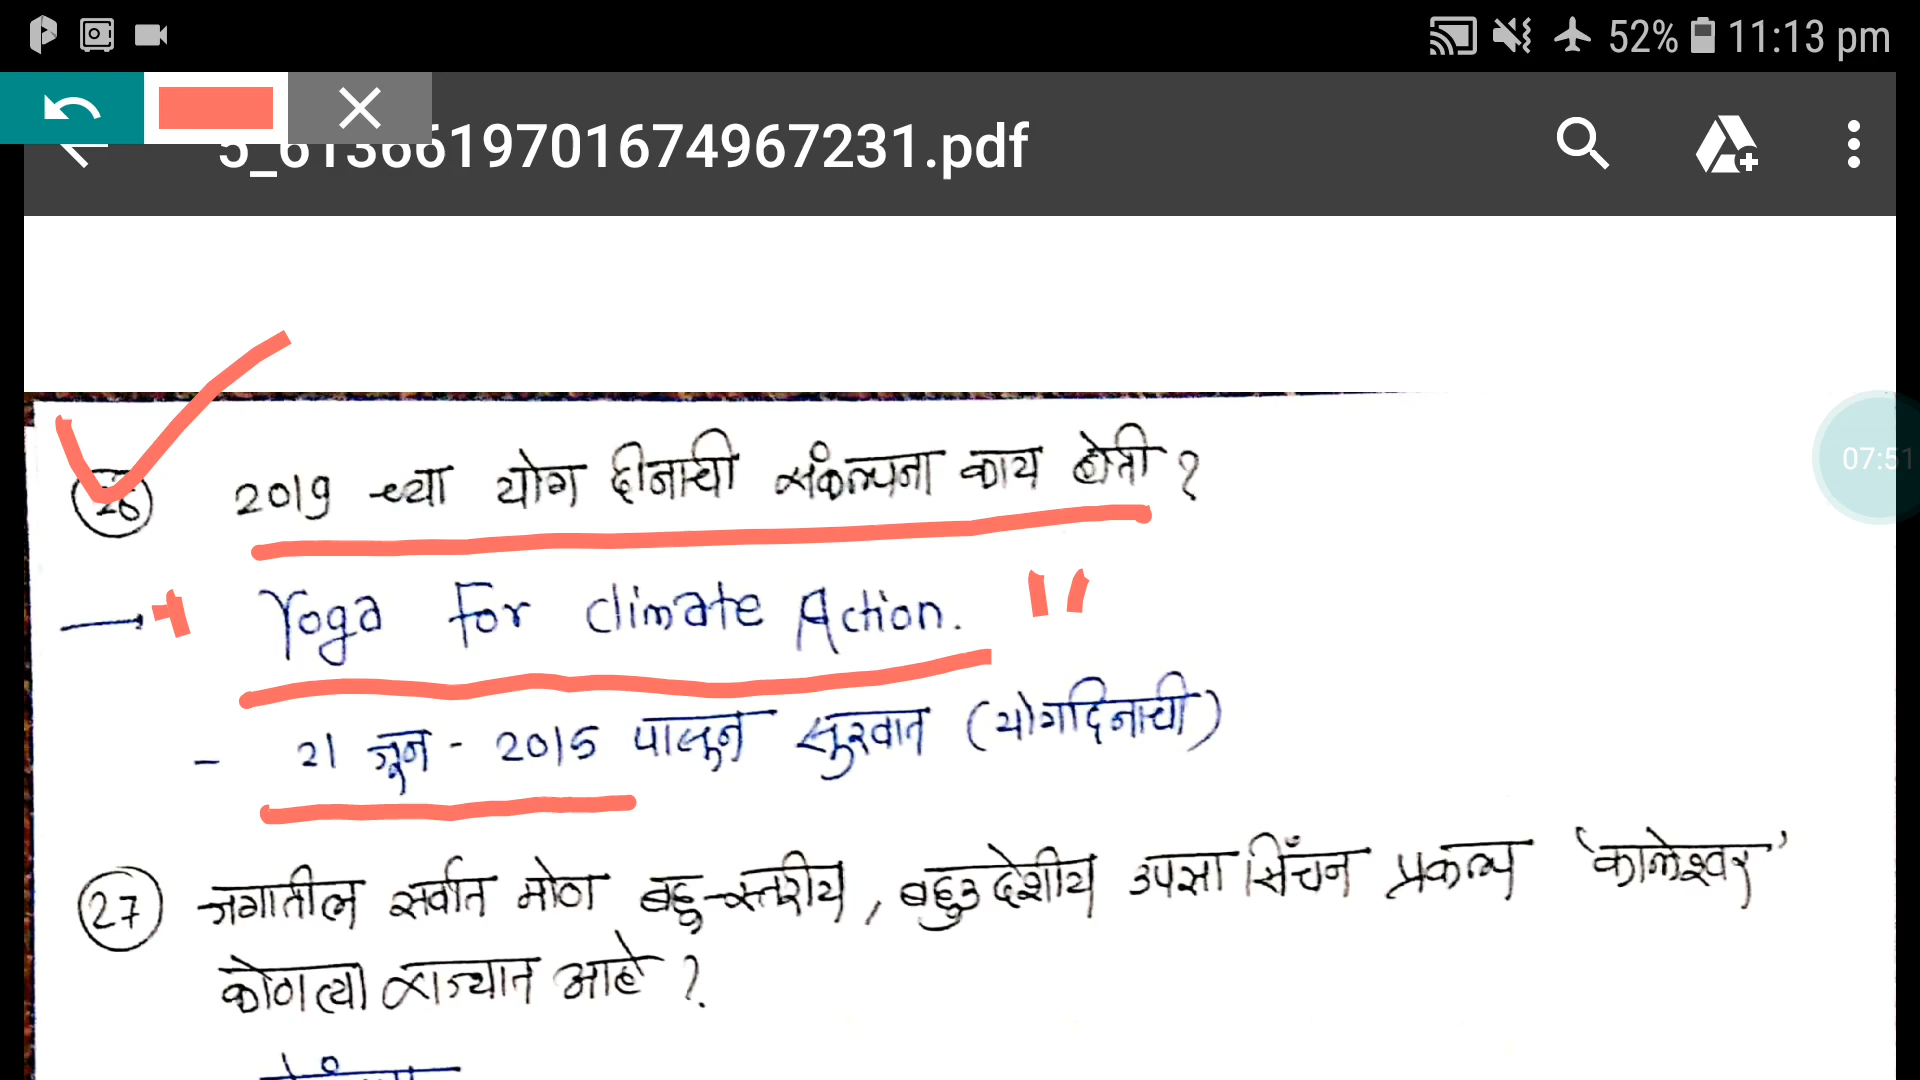 52% 11:13 pm
5_6136619701674967231.pdf
07:51
26 2019 च्या योग दीनाची संकल्पना काय होती ?
Yoga For climate Action.
- 21 जून - 2015 पासून सुरवात (योगदिनाची)
27 जगातील सर्वात मोठा बहु-स्तरीय, बहुउद्देशीय उपसा सिंचन प्रकल्प 'काळेश्वर'
कोणत्या राज्यात आहे ?